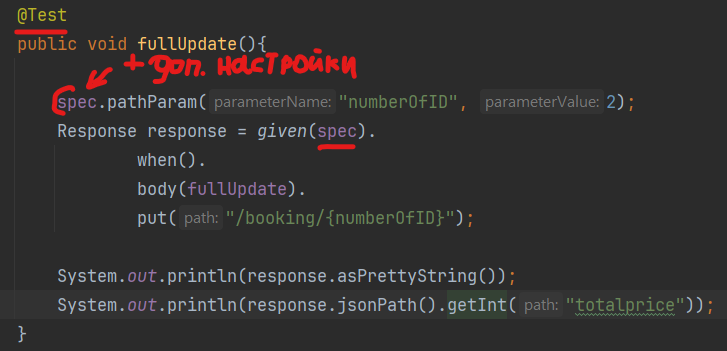 @Test
public void fullUpdate(){
+ доп. настройки
spec.pathParam( parameterName: "numberOfID", parameterValue: 2);
Response response = given(spec).
when().
body(fullUpdate).
put( path: "/booking/{numberOfID}");
System.out.println(response.asPrettyString());
System.out.println(response.jsonPath().getInt( path: "totalprice"));
}